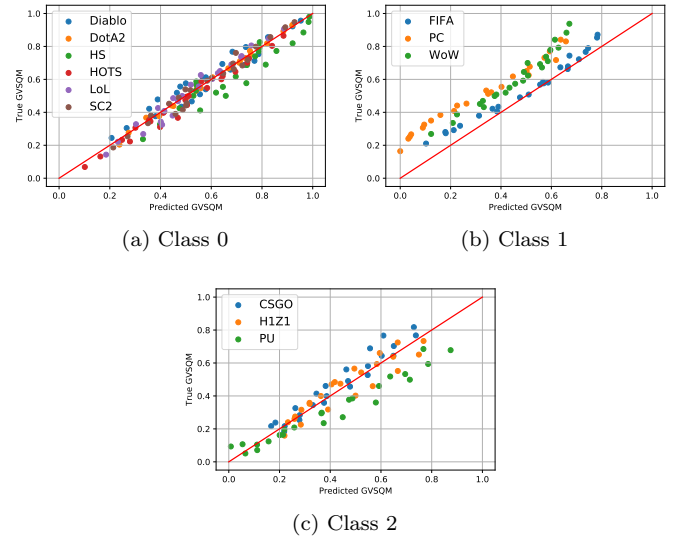 1.0
0.8
0.6
0.4
0.2
0.0
True GVSQM
Diablo
DotA2
HS
HOTS
LoL
SC2
0.0 0.2 0.4 0.6 0.8 1.0
Predicted GVSQM
(a) Class 0
1.0
0.8
0.6
0.4
0.2
0.0
True GVSQM
FIFA
PC
WoW
0.0 0.2 0.4 0.6 0.8 1.0
Predicted GVSQM
(b) Class 1
1.0
0.8
0.6
0.4
0.2
0.0
True GVSQM
CSGO
H1Z1
PU
0.0 0.2 0.4 0.6 0.8 1.0
Predicted GVSQM
(c) Class 2